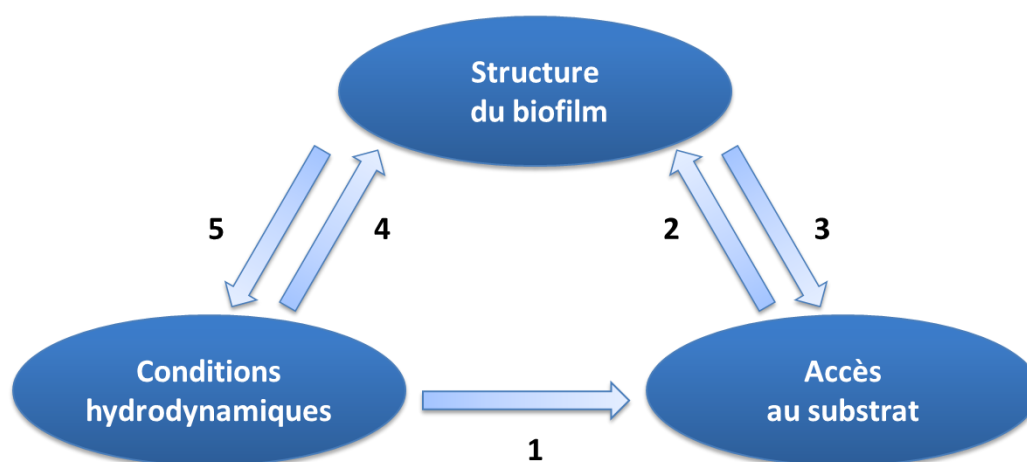 Structure
du biofilm
5
4
2
3
Conditions
hydrodynamiques
Accès
au substrat
1